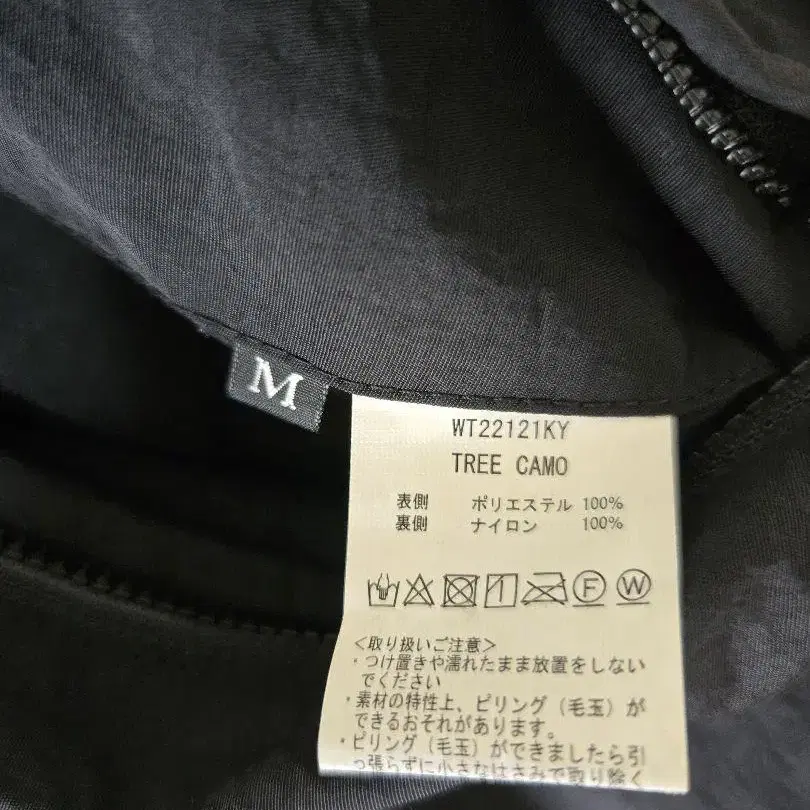 M
WT22121KY
TREE CAMO
表側 ポリエステル 100%
裏側 ナイロン 100%
F W
<取り扱いご注意>
・つけ置きや濡れたまま放置をしない
でください
・素材の特性上、ピリング(毛玉)が
できるおそれがあります。
・ピリング(毛玉)ができましたら引
っ張らずに小さなはさみで取り除く